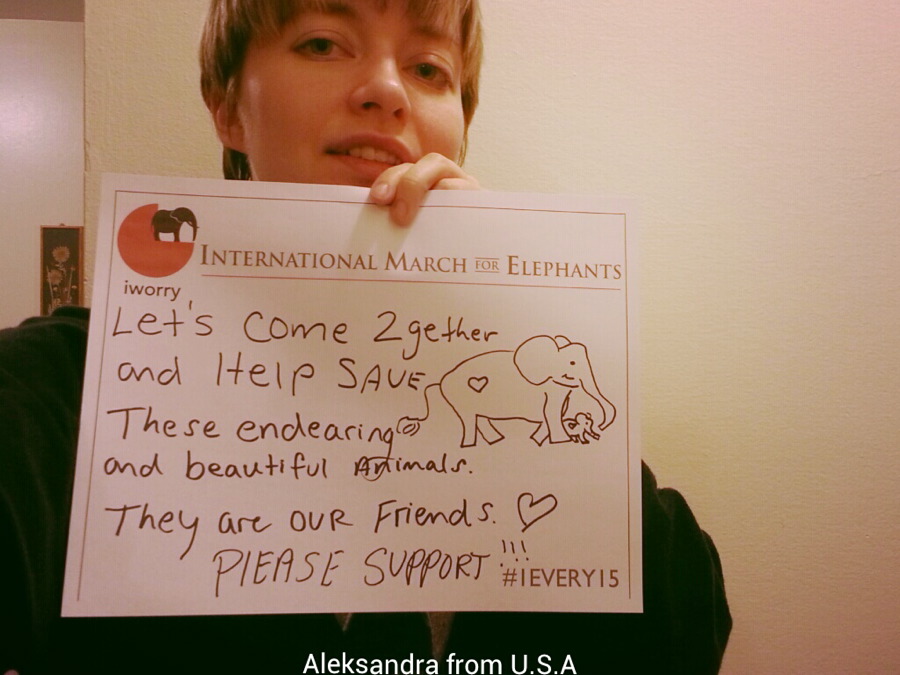 INTERNATIONAL MARCH FOR ELEPHANTS
iworry
Let's come 2gether
and Help SAVE
These endearing
and beautiful Animals.
They are OUR Friends.
PlEASE SUPPORT !!!
#1EVERY15
Aleksandra from U.S.A